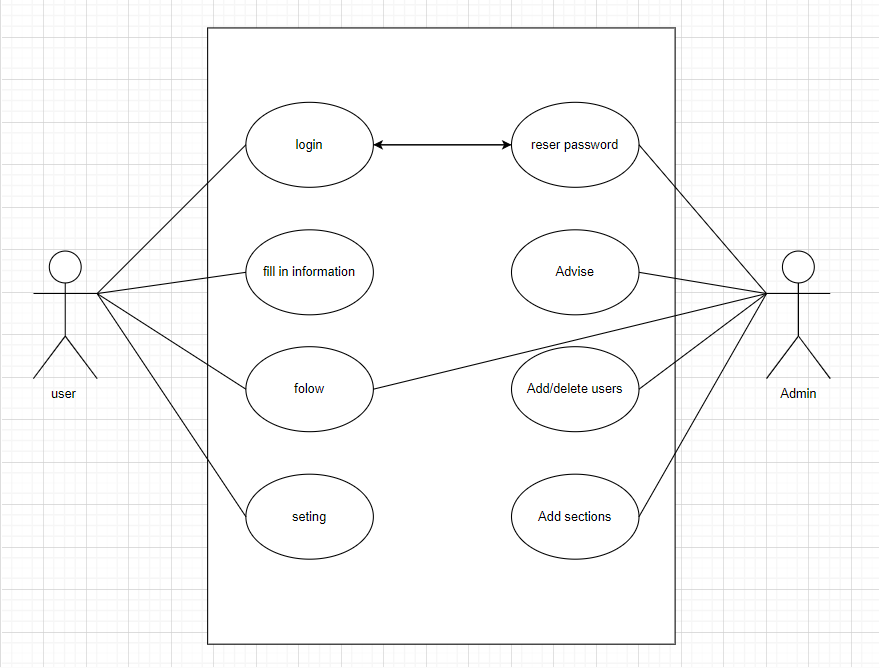 login
reser password
fill in information
Advise
user
folow
Add/delete users
Admin
seting
Add sections